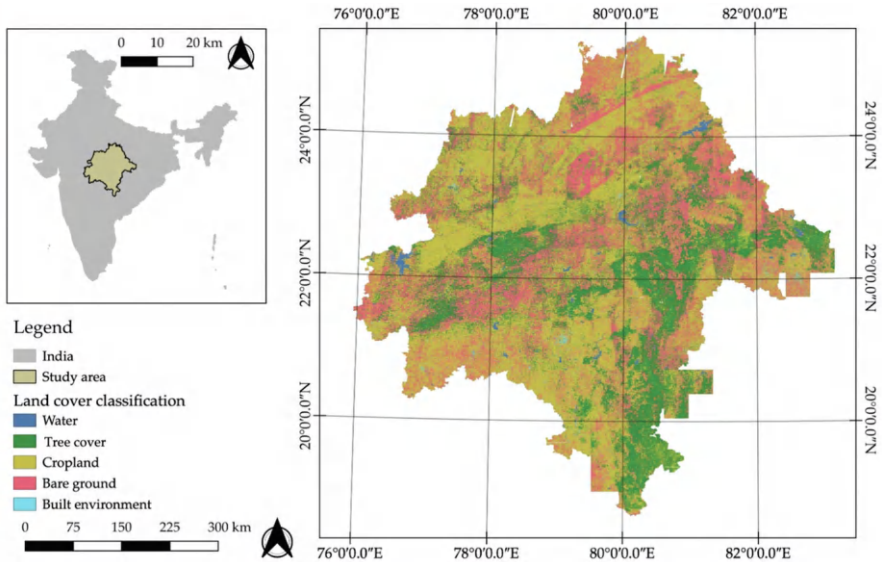 76°0'0.0"E 78°0'0.0"E 80°0'0.0"E 82°0'0.0"E
0 10 20 km
24°0'0.0"N 24°0'0.0"N
22°0'0.0"N 22°0'0.0"N
20°0'0.0"N 20°0'0.0"N
Legend
India
Study area
Land cover classification
Water
Tree cover
Cropland
Bare ground
Built environment
0 75 150 225 300 km
76°0'0.0"E 78°0'0.0"E 80°0'0.0"E 82°0'0.0"E